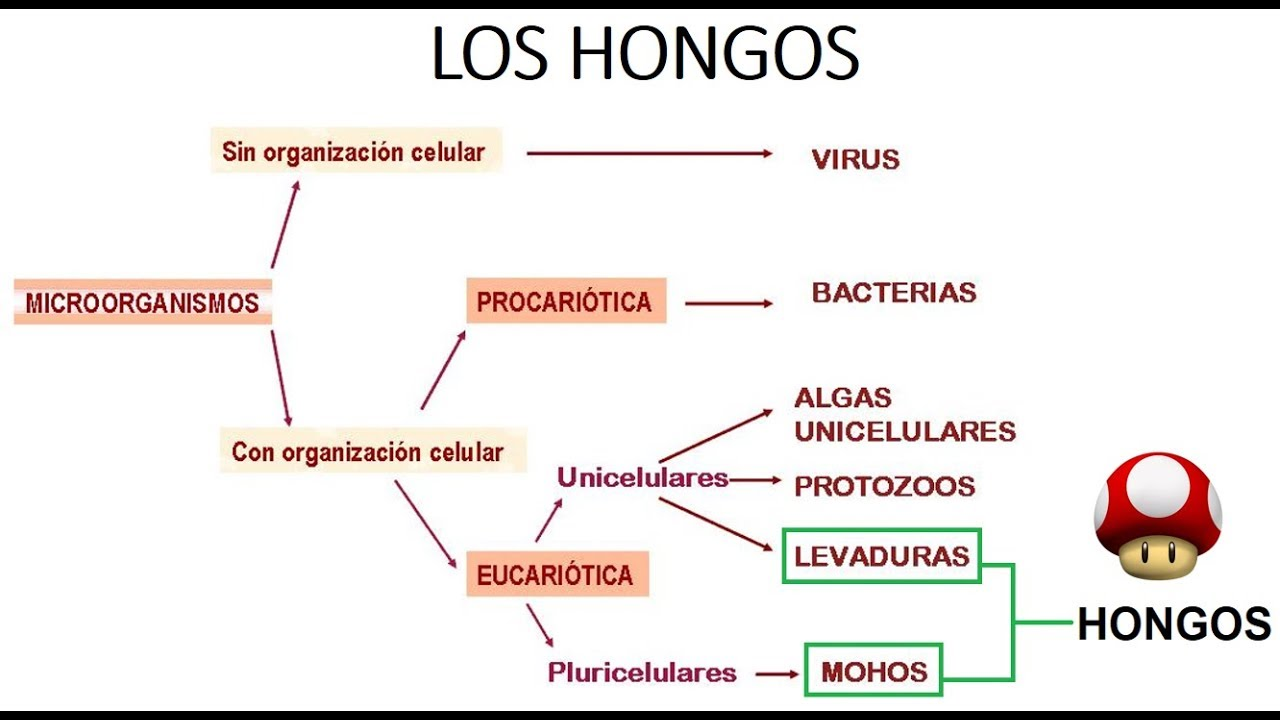 LOS HONGOS
Sin organización celular
VIRUS
MICROORGANISMOS
PROCARIÓTICA
BACTERIAS
ALGAS
UNICELULARES
Con organización celular
Unicelulares
PROTOZOOS
LEVADURAS
EUCARIÓTICA
HONGOS
Pluricelulares
MOHOS